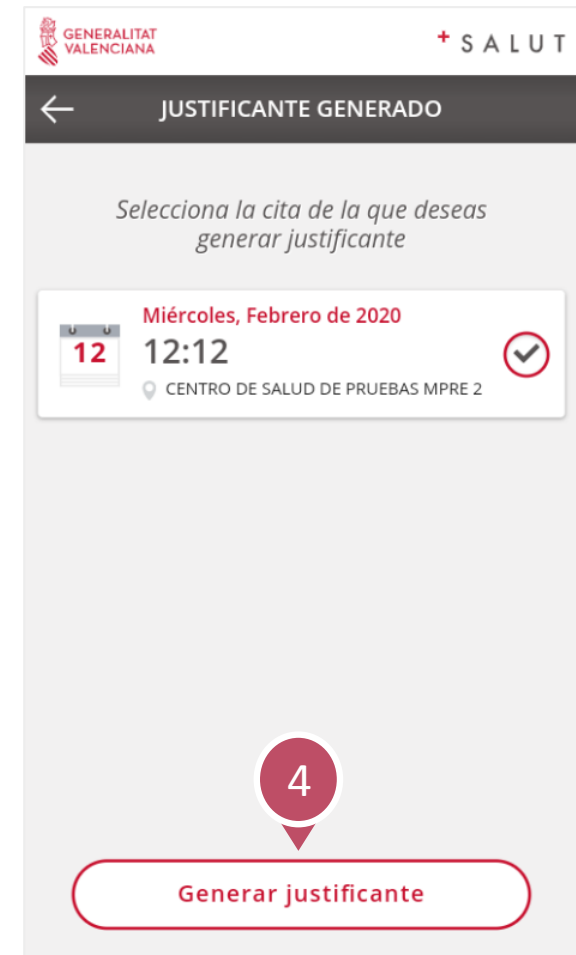 GENERALITAT
VALENCIANA
+ SALUT
JUSTIFICANTE GENERADO
Selecciona la cita de la que deseas
generar justificante
Miércoles, Febrero de 2020
12
12:12
CENTRO DE SALUD DE PRUEBAS MPRE 2
4
Generar justificante